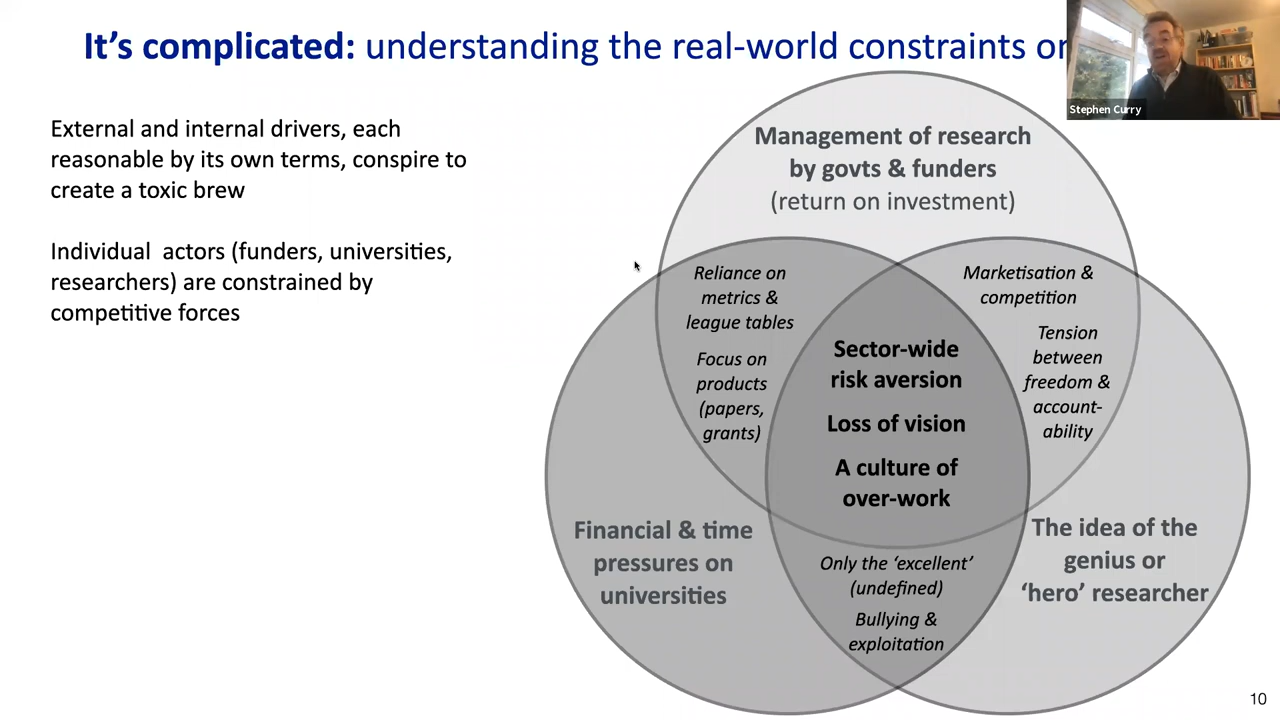 It's complicated: understanding the real-world constraints
Stephen Curry
External and internal drivers, each
reasonable by its own terms, conspire to
create a toxic brew
Individual actors (funders, universities,
researchers) are constrained by
competitive forces
Management of research
by govts & funders
(return on investment)
Reliance on
metrics &
league tables
Focus on
products
(papers,
grants)
Marketisation &
competition
Tension
between
freedom &
account-
ability
Sector-wide
risk aversion
Loss of vision
A culture of
over-work
Financial & time
pressures on
universities
The idea of the
genius or
'hero' researcher
Only the 'excellent'
(undefined)
Bullying &
exploitation
10